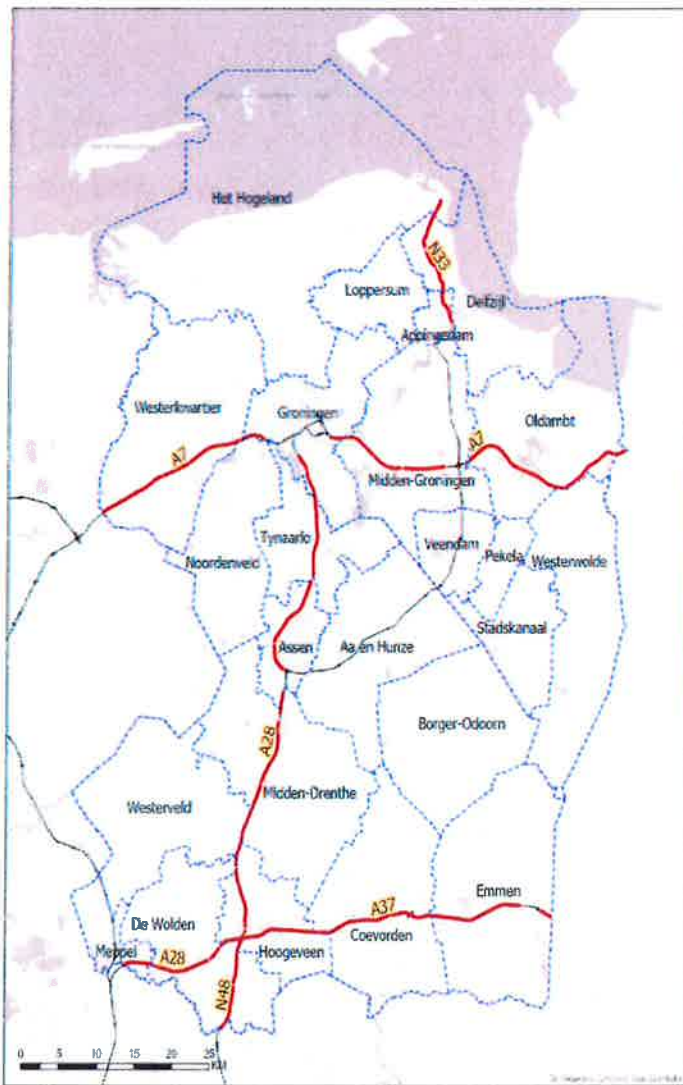 Het Hogeland
N33
Loppersum
Delfzijl
Appingedam
Westerkwartier
Groningen
Oldambt
A7
A7
Midden-Groningen
Tynaarlo
Veendam
Noordenveld
Pekela
Westerwolde
Stadskanaal
Assen
Aa en Hunze
Borger-Odoorn
A28
Westerveld
Midden-Drenthe
Emmen
A37
De Wolden
Coevorden
Meppel
A28
Hoogeveen
N48
0 5 10 15 20 25
KM